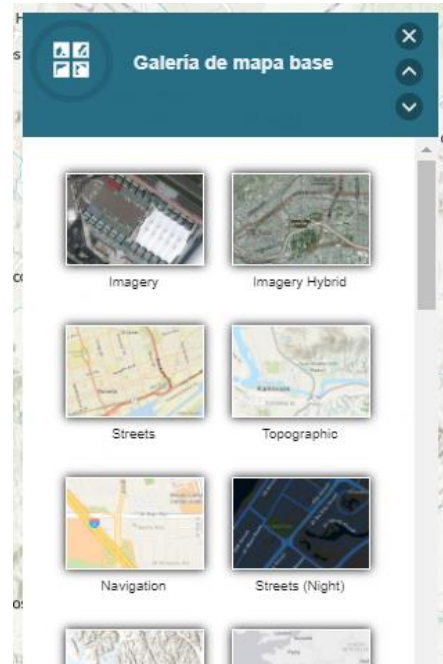 Galería de mapa base
Imagery
Imagery Hybrid
Streets
Topographic
Navigation
Streets (Night)